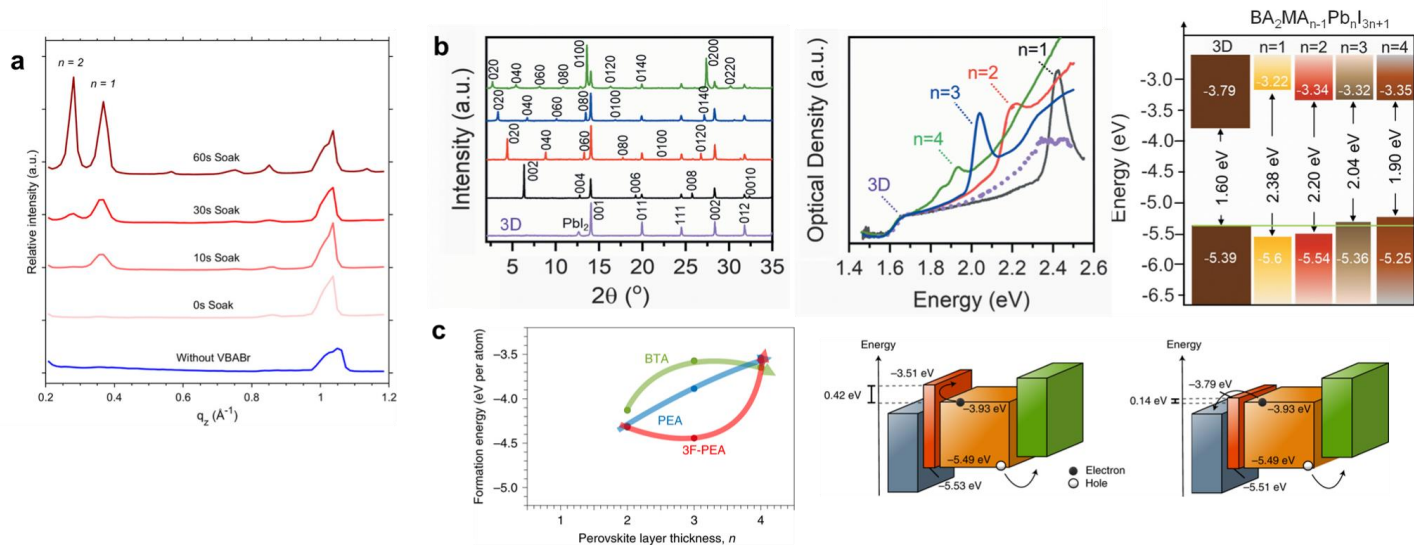 a
n = 2
n = 1
60s Soak
30s Soak
10s Soak
0s Soak
Without VBABr
Relative intensity (a.u.)
0.2 0.4 0.6 0.8 1 1.2
qz (Å-1)
b
Intensity (a.u.)
020 040 060 080 0100 0120 0140 0200 0220
020 040 060 080 0100 0140
020 040 060 080 0100 0120
002 004 006 008 0010
3D PbI2 001 011 111 002 012
5 10 15 20 25 30 35
2θ (°)
Optical Density (a.u.)
n=1
n=2
n=3
n=4
3D
1.4 1.6 1.8 2.0 2.2 2.4 2.6
Energy (eV)
BA2MAn-1PbnI3n+1
3D n=1 n=2 n=3 n=4
Energy (eV)
-3.0
-3.5
-4.0
-4.5
-5.0
-5.5
-6.0
-6.5
-3.79 -3.22 -3.34 -3.32 -3.35
1.60 eV 2.38 eV 2.20 eV 2.04 eV 1.90 eV
-5.39 -5.6 -5.54 -5.36 -5.25
c
Formation energy (eV per atom)
−3.5
−4.0
−4.5
−5.0
BTA
PEA
3F-PEA
1 2 3 4
Perovskite layer thickness, n
Energy
−3.51 eV
0.42 eV
−3.93 eV
−5.49 eV
−5.53 eV
Electron
Hole
Energy
−3.79 eV
0.14 eV
−3.93 eV
−5.49 eV
−5.51 eV
Electron
Hole